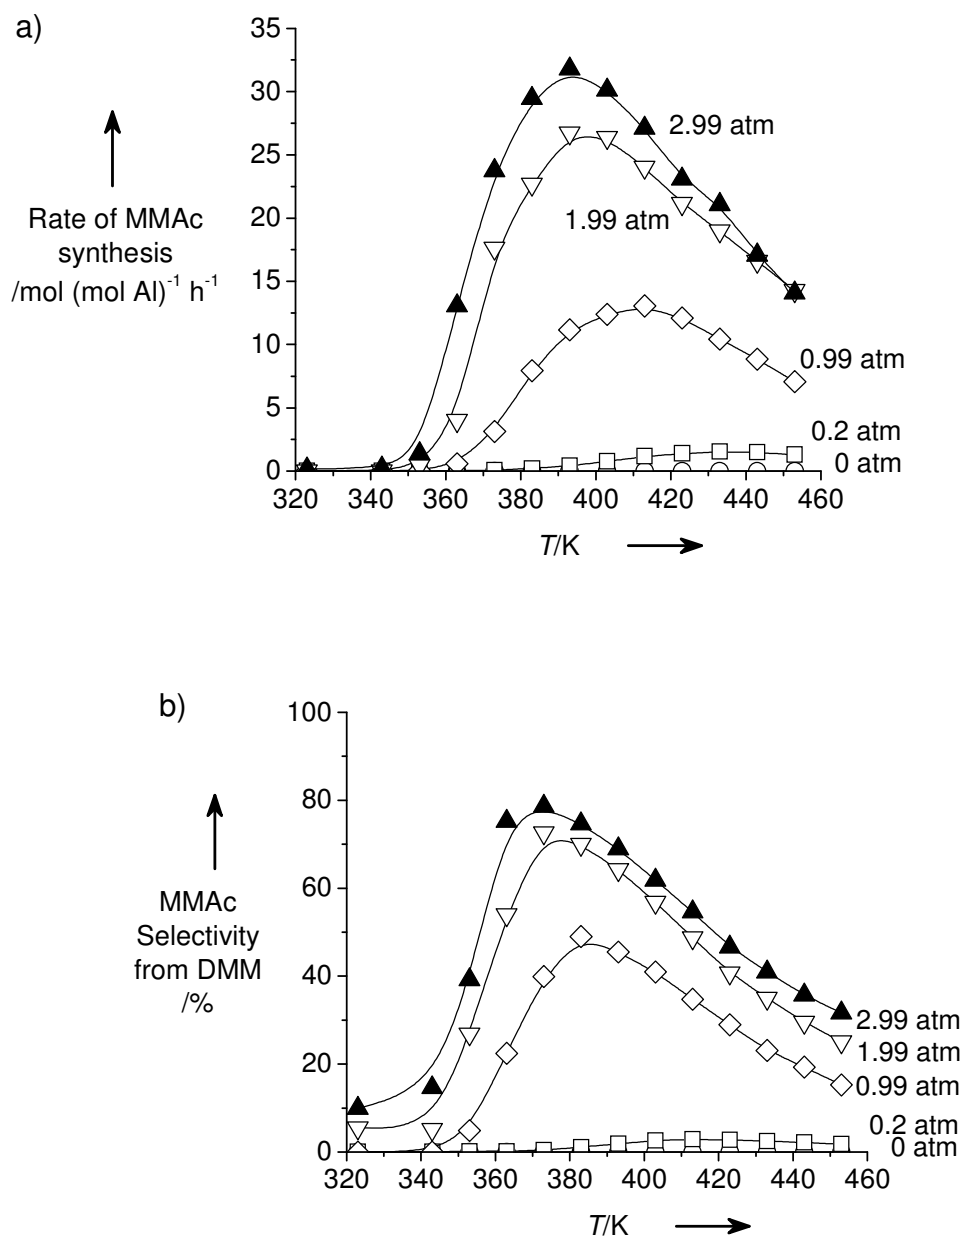 a)
35
30
25
20
15
10
5
0
Rate of MMAc
synthesis
/mol (mol Al)⁻¹ h⁻¹
2.99 atm
1.99 atm
0.99 atm
0.2 atm
0 atm
320 340 360 380 400 420 440 460
T/K
b)
100
80
60
40
20
0
MMAc
Selectivity
from DMM
/%
2.99 atm
1.99 atm
0.99 atm
0.2 atm
0 atm
320 340 360 380 400 420 440 460
T/K